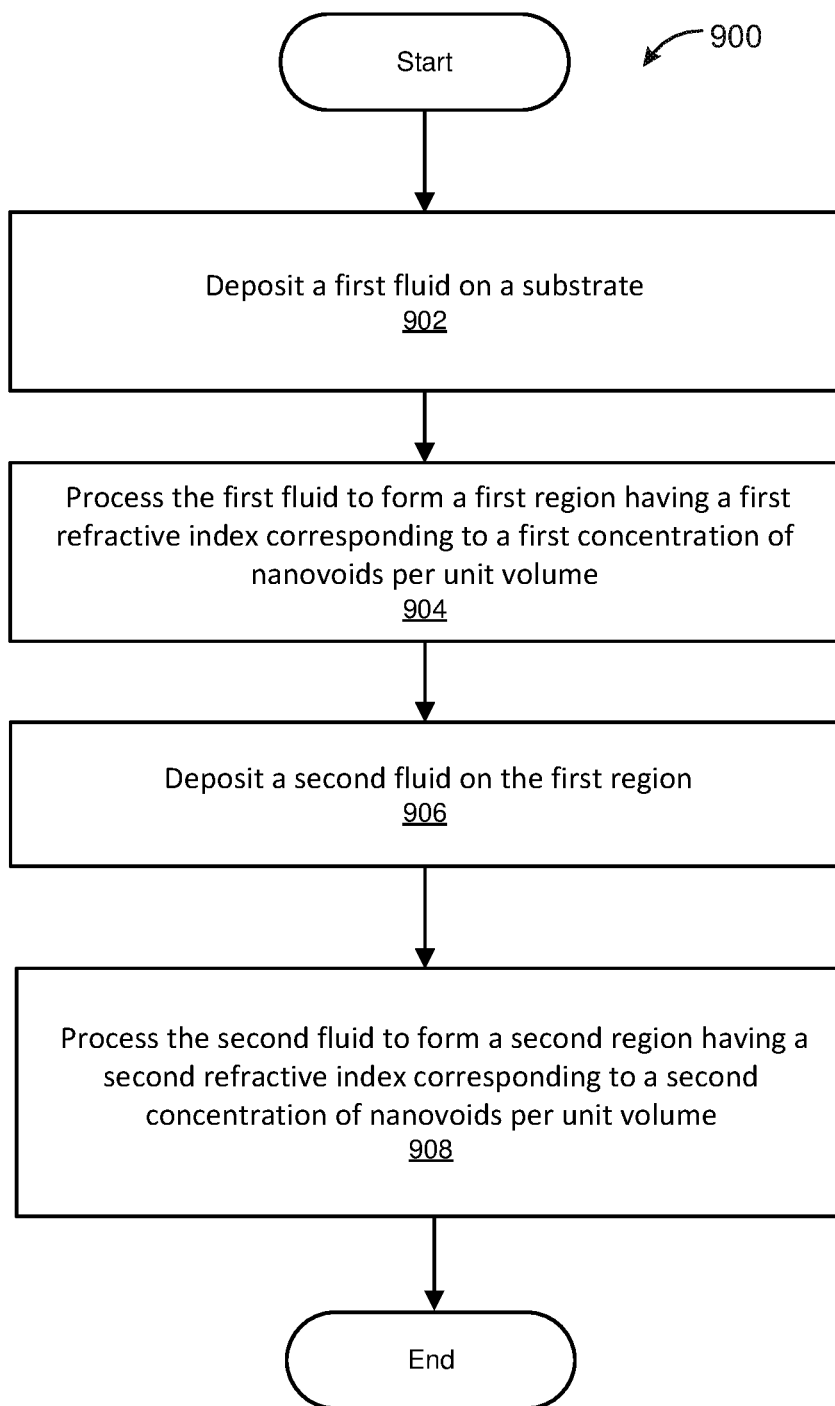 Start
900
Deposit a first fluid on a substrate
902
Process the first fluid to form a first region having a first
refractive index corresponding to a first concentration of
nanovoids per unit volume
904
Deposit a second fluid on the first region
906
Process the second fluid to form a second region having a
second refractive index corresponding to a second
concentration of nanovoids per unit volume
908
End